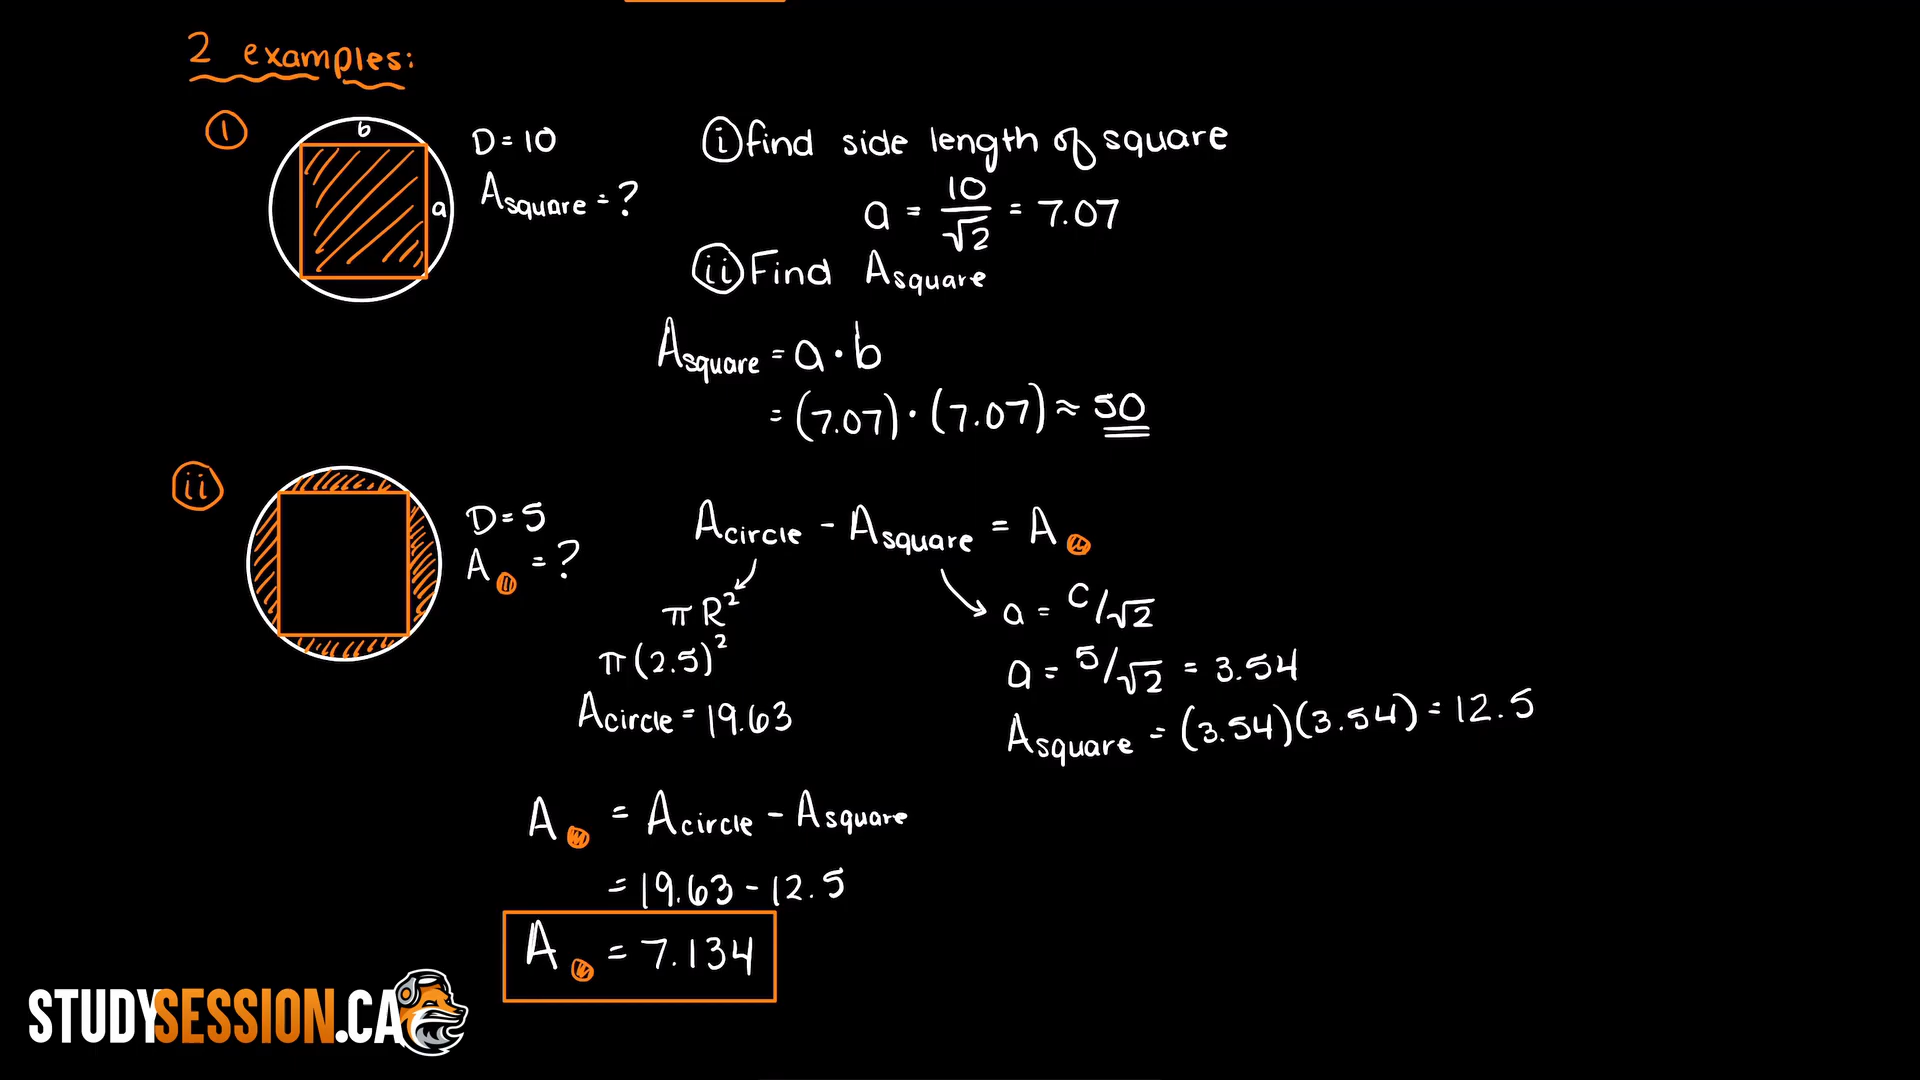 2 examples:
1
b
a
D = 10
Asquare = ?
i find side length of square
a = 10/√2 = 7.07
ii Find Asquare
Asquare = a · b
= (7.07) · (7.07) ≈ 50
ii
D = 5
A = ?
Acircle - Asquare = A
πR²
π(2.5)²
Acircle = 19.63
a = c/√2
a = 5/√2 = 3.54
Asquare = (3.54)(3.54) = 12.5
A = Acircle - Asquare
= 19.63 - 12.5
A = 7.134
STUDYSESSION.CA